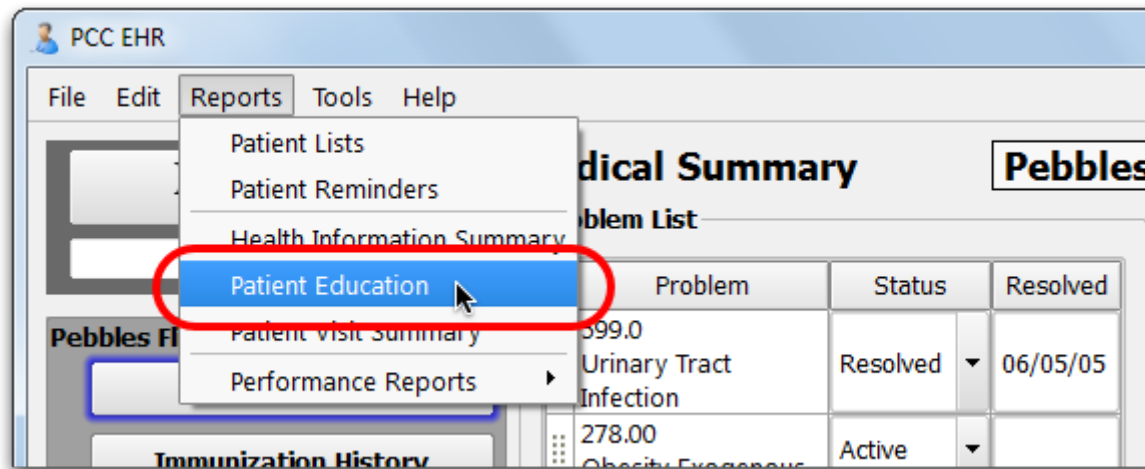 PCC EHR
File Edit Reports Tools Help
Patient Lists
Patient Reminders
Health Information Summary
Patient Education
Patient Visit Summary
Performance Reports
dical Summary
Pebbles
blem List
Problem Status Resolved
599.0
Urinary Tract
Infection
Resolved 06/05/05
278.00
Obesity Exogenous
Active
Pebbles Fl
Immunization History